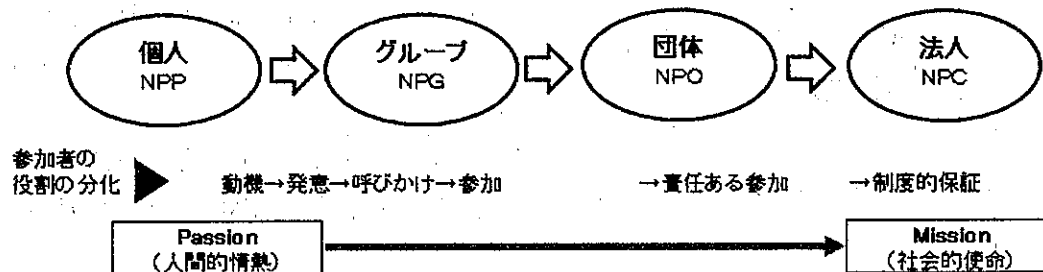 個人
NPP
グループ
NPG
団体
NPO
法人
NPC
参加者の
役割の分化
動機→発意→呼びかけ→参加
→責任ある参加
→制度的保証
Passion
(人間的情熱)
Mission
(社会的使命)